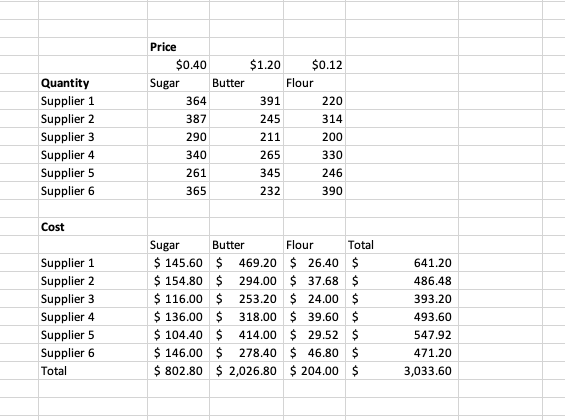 Price
$0.40 $1.20 $0.12
Quantity Sugar Butter Flour
Supplier 1 364 391 220
Supplier 2 387 245 314
Supplier 3 290 211 200
Supplier 4 340 265 330
Supplier 5 261 345 246
Supplier 6 365 232 390
Cost
Sugar Butter Flour Total
Supplier 1 $ 145.60 $ 469.20 $ 26.40 $ 641.20
Supplier 2 $ 154.80 $ 294.00 $ 37.68 $ 486.48
Supplier 3 $ 116.00 $ 253.20 $ 24.00 $ 393.20
Supplier 4 $ 136.00 $ 318.00 $ 39.60 $ 493.60
Supplier 5 $ 104.40 $ 414.00 $ 29.52 $ 547.92
Supplier 6 $ 146.00 $ 278.40 $ 46.80 $ 471.20
Total $ 802.80 $ 2,026.80 $ 204.00 $ 3,033.60